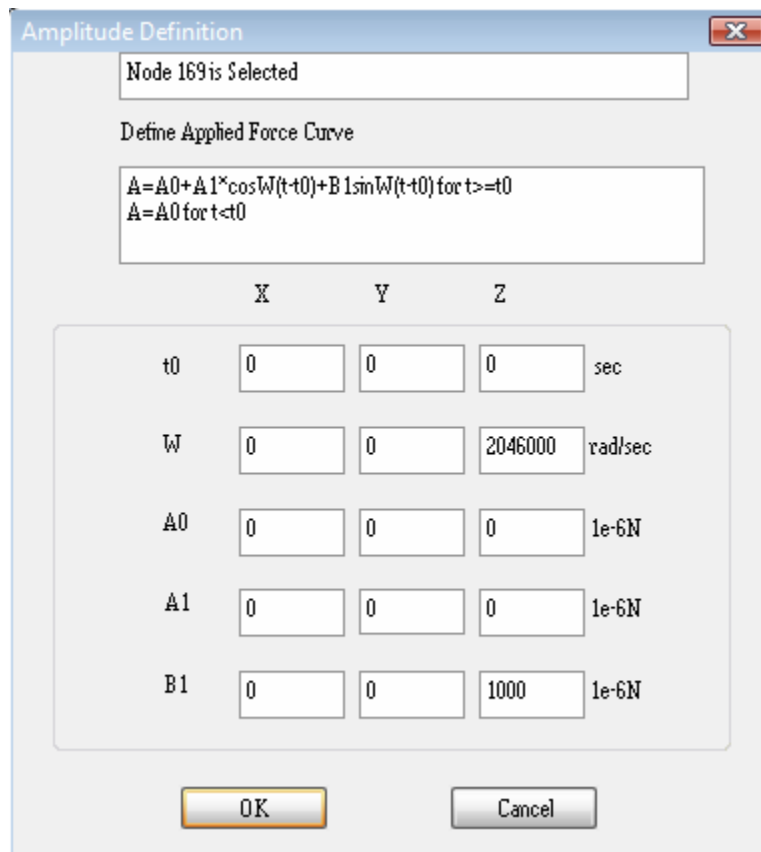 Amplitude Definition
Node 169 is Selected
Define Applied Force Curve
A=A0+A1*cosW(t-t0)+B1sinW(t-t0) for t>=t0
A=A0 for t<t0
X Y Z
t0 0 0 0 sec
W 0 0 2046000 rad/sec
A0 0 0 0 1e-6N
A1 0 0 0 1e-6N
B1 0 0 1000 1e-6N
OK Cancel